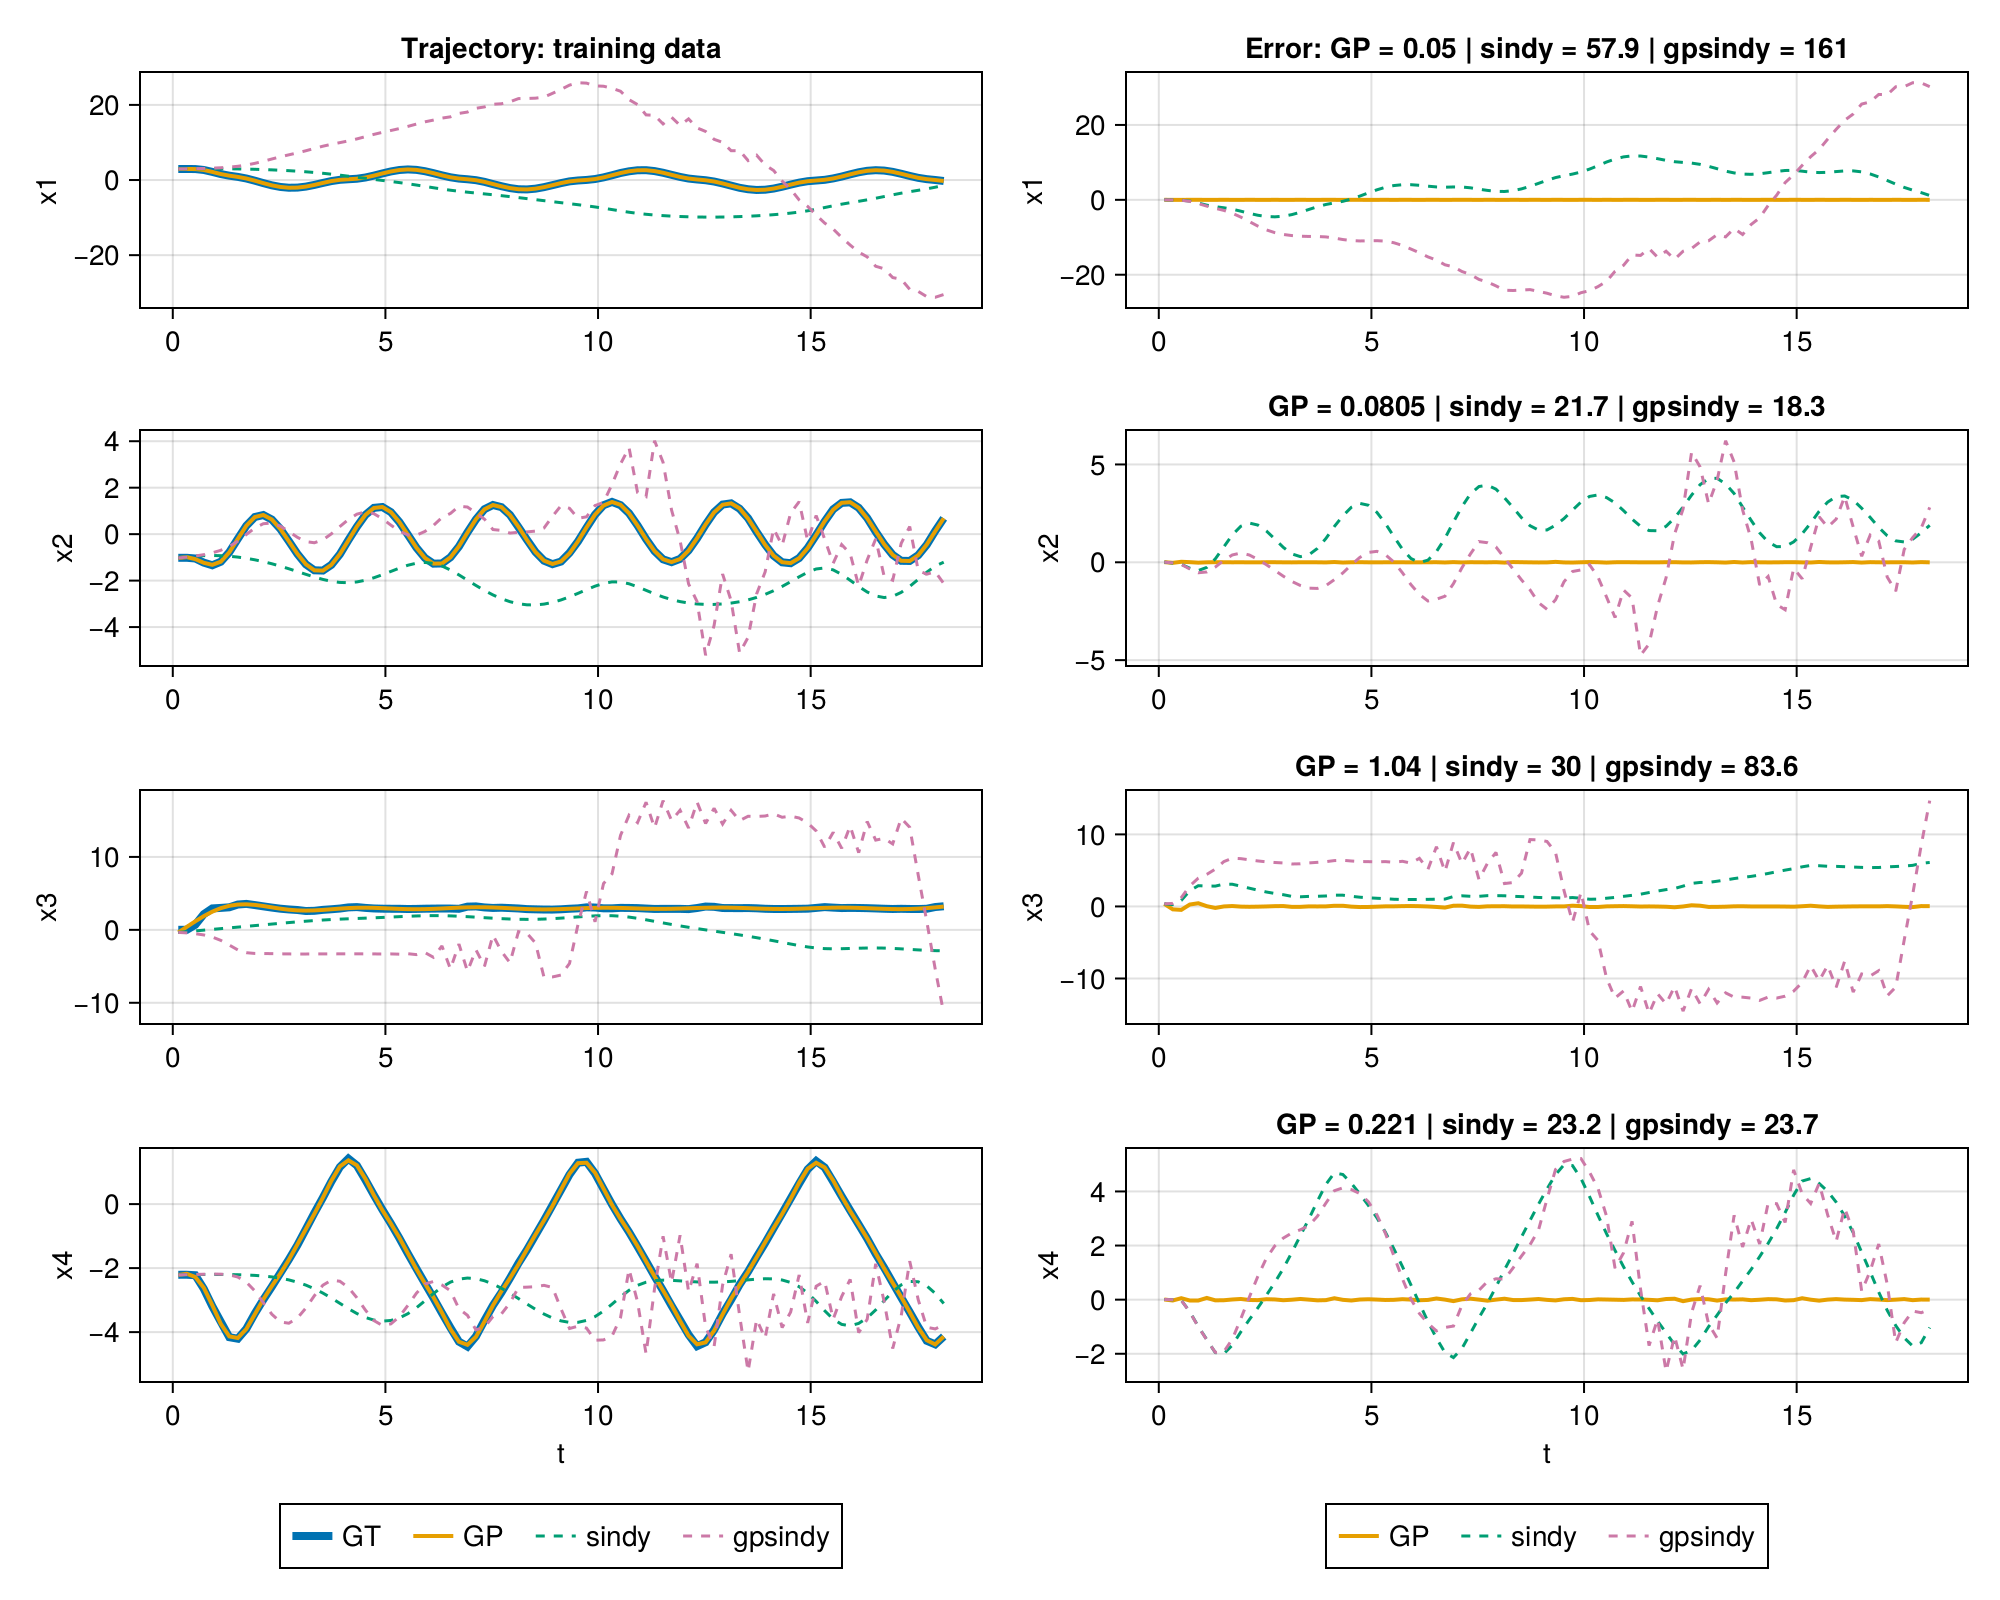 Trajectory: training data
Error: GP = 0.05 | sindy = 57.9 | gpsindy = 161
x1
20
0
−20
0 5 10 15
x1
20
0
−20
0 5 10 15
x2
4
2
0
−2
−4
0 5 10 15
GP = 0.0805 | sindy = 21.7 | gpsindy = 18.3
x2
5
0
−5
0 5 10 15
x3
10
0
−10
0 5 10 15
GP = 1.04 | sindy = 30 | gpsindy = 83.6
x3
10
0
−10
0 5 10 15
x4
0
−2
−4
0 5 10 15
t
GP = 0.221 | sindy = 23.2 | gpsindy = 23.7
x4
4
2
0
−2
0 5 10 15
t
GT GP sindy gpsindy
GP sindy gpsindy